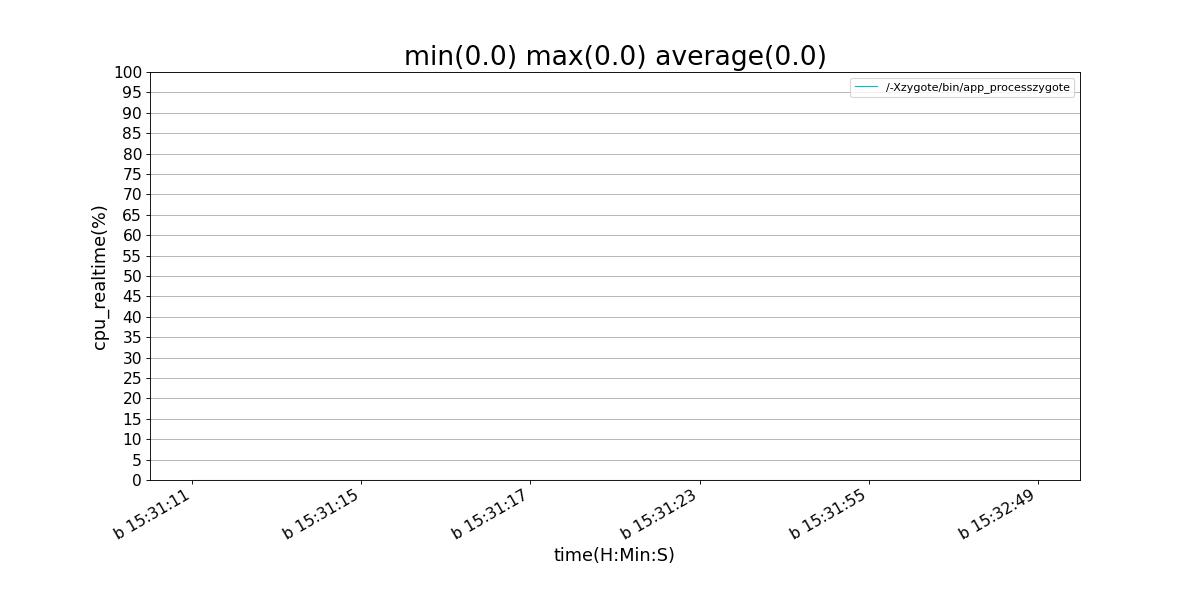 min(0.0) max(0.0) average(0.0)
/-Xzygote/bin/app_processzygote
cpu_realtime(%)
100
95
90
85
80
75
70
65
60
55
50
45
40
35
30
25
20
15
10
5
0
b 15:31:11
b 15:31:15
b 15:31:17
b 15:31:23
b 15:31:55
b 15:32:49
time(H:Min:S)